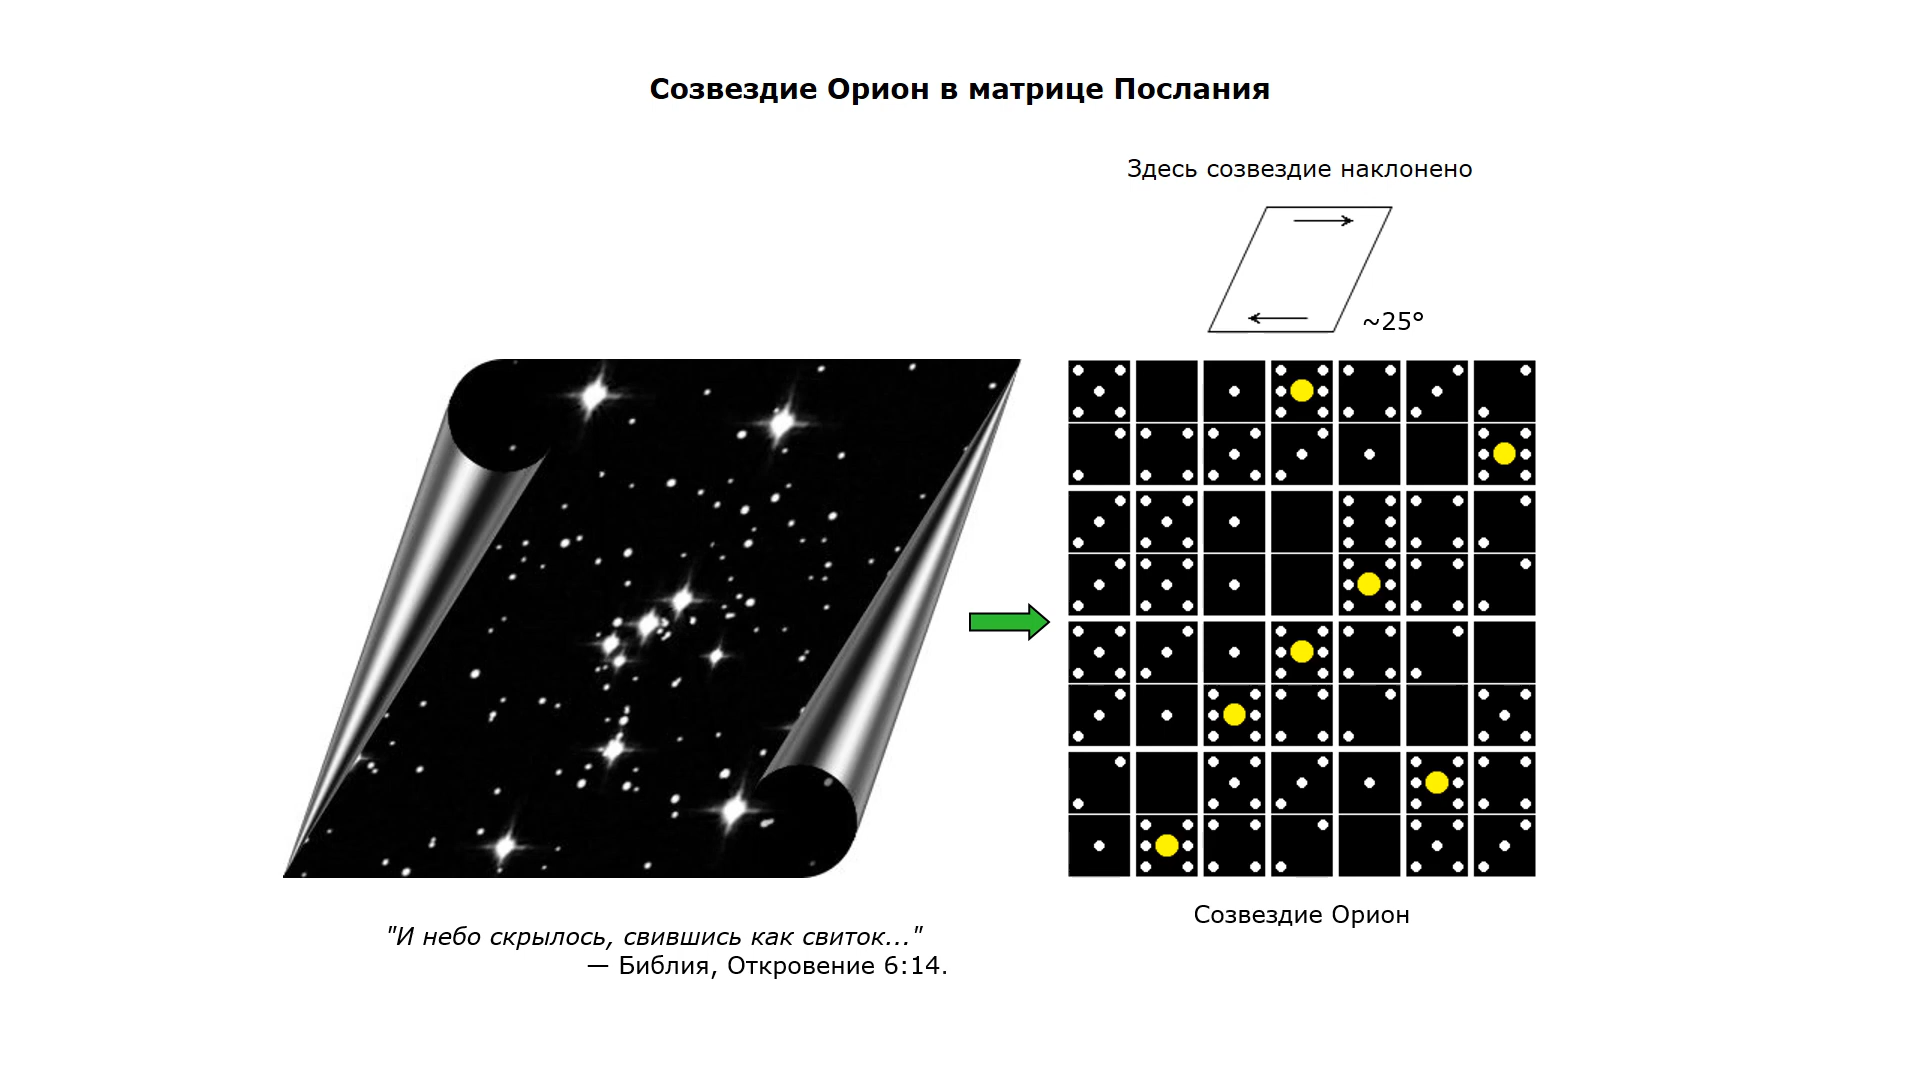 Созвездие Орион в матрице Послания
Здесь созвездие наклонено
~25°
"И небо скрылось, свившись как свиток..."
— Библия, Откровение 6:14.
Созвездие Орион